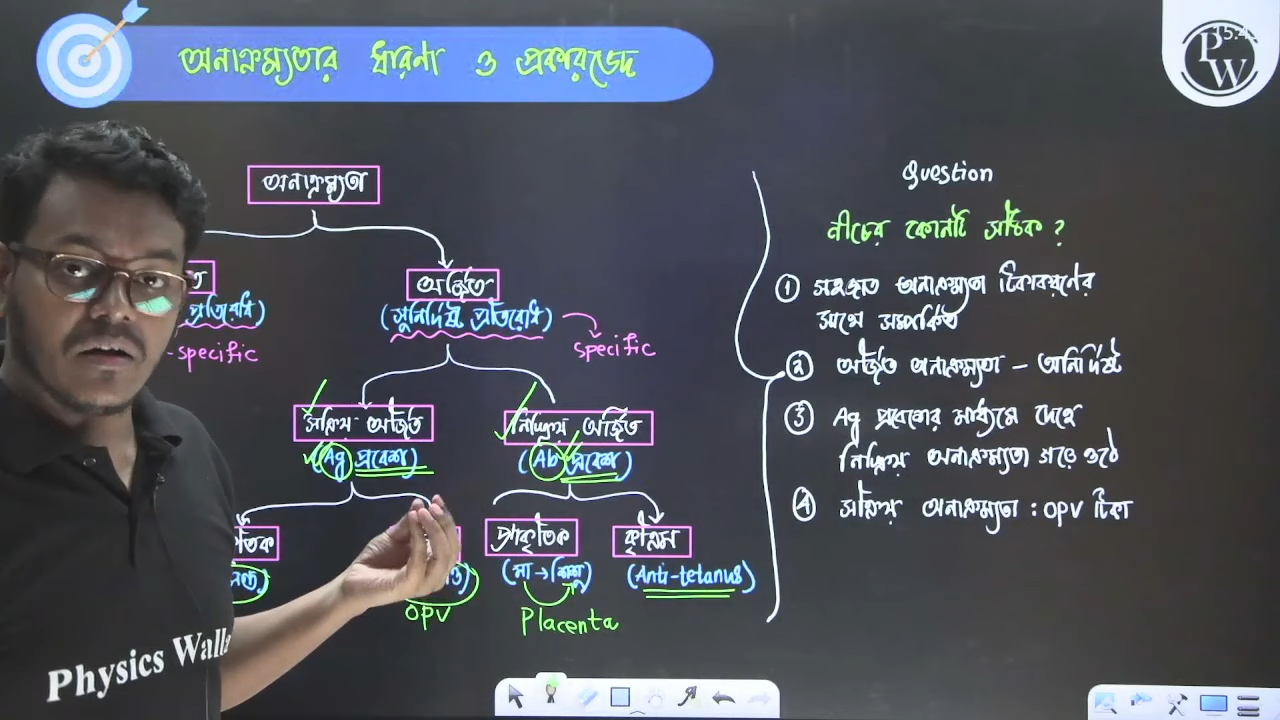 অনাক্রম্যতার ধারণা ও প্রকারভেদ
PW
অনাক্রম্যতা
অর্জিত
প্রতিরোধ)
(সুনির্দিষ্ট প্রতিরোধ)
-specific
specific
সক্রিয় অর্জিত
নিষ্ক্রিয় অর্জিত
(Ag প্রবেশ)
(Ab প্রবেশ)
প্রাকৃতিক
কৃত্রিম
(মা → শিশু)
(Anti-tetanus)
OPV
Placenta
Question
নীচের কোনটি সঠিক ?
① সহজাত অনাক্রম্যতা টিকাকরণের
সাথে সম্পর্কিত
② অর্জিত অনাক্রম্যতা – অনির্দিষ্ট
③ Ag প্রবেশের মাধ্যমে দেহে
নিষ্ক্রিয় অনাক্রম্যতা গড়ে ওঠে
④ সক্রিয় অনাক্রম্যতা : OPV টিকা
Physics Walla